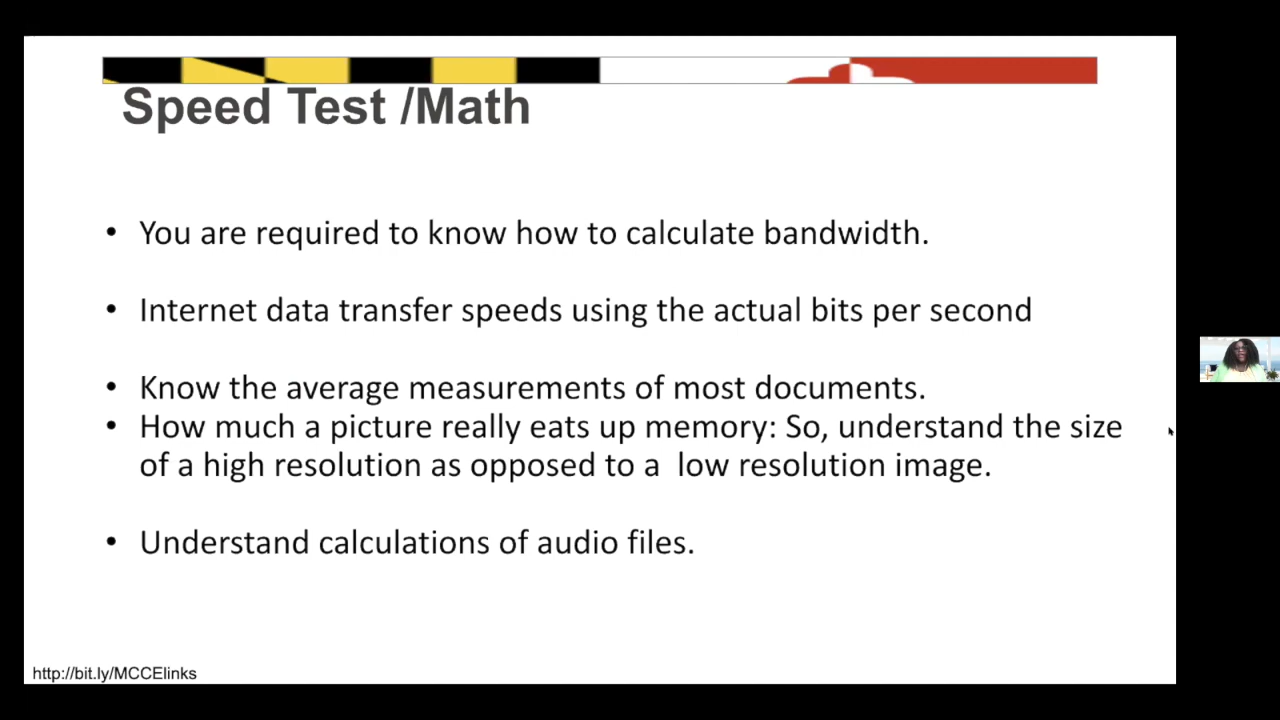 Speed Test /Math
• You are required to know how to calculate bandwidth.
• Internet data transfer speeds using the actual bits per second
• Know the average measurements of most documents.
• How much a picture really eats up memory: So, understand the size
of a high resolution as opposed to a  low resolution image.
• Understand calculations of audio files.
http://bit.ly/MCCElinks